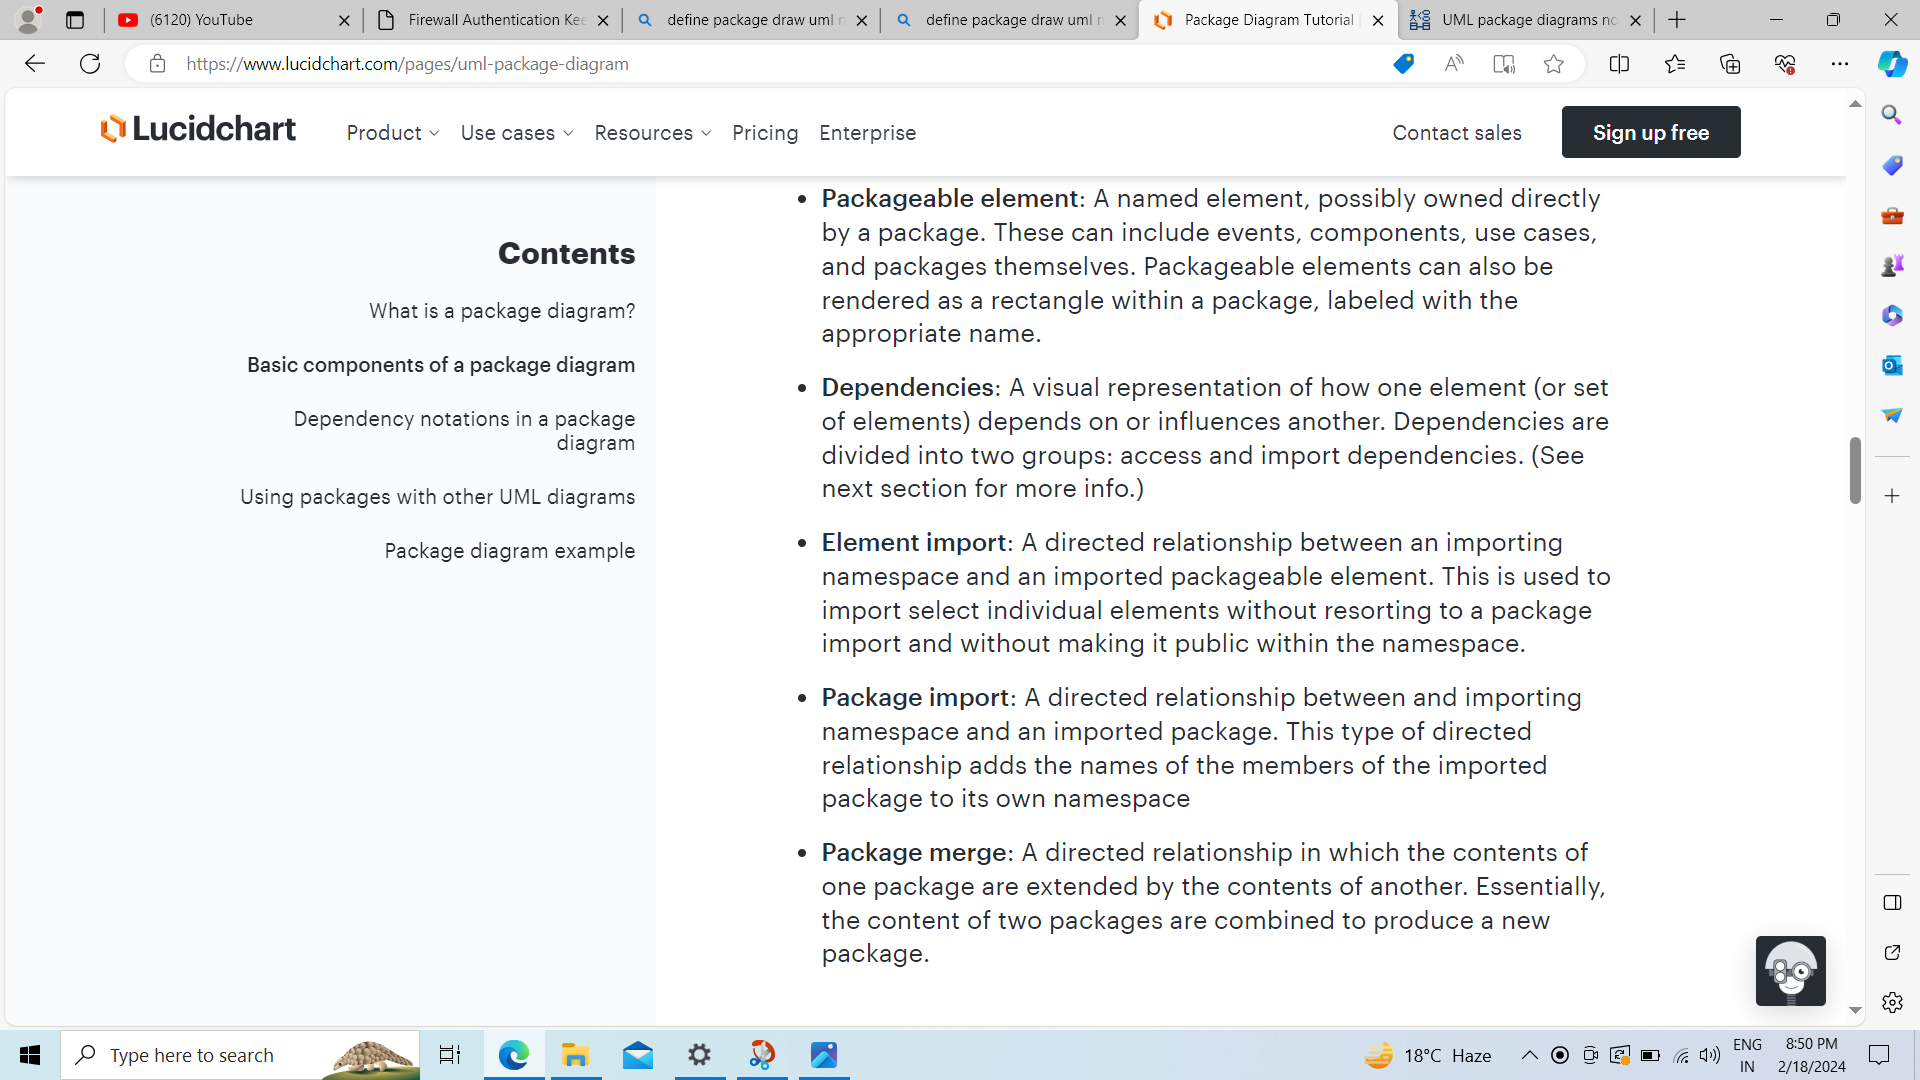 (6120) YouTube
Firewall Authentication Kee
define package draw uml n
define package draw uml n
Package Diagram Tutorial
UML package diagrams no
https://www.lucidchart.com/pages/uml-package-diagram
Lucidchart
Product
Use cases
Resources
Pricing
Enterprise
Contact sales
Sign up free
Contents
What is a package diagram?
Basic components of a package diagram
Dependency notations in a package
diagram
Using packages with other UML diagrams
Package diagram example
• Packageable element: A named element, possibly owned directly
by a package. These can include events, components, use cases,
and packages themselves. Packageable elements can also be
rendered as a rectangle within a package, labeled with the
appropriate name.
• Dependencies: A visual representation of how one element (or set
of elements) depends on or influences another. Dependencies are
divided into two groups: access and import dependencies. (See
next section for more info.)
• Element import: A directed relationship between an importing
namespace and an imported packageable element. This is used to
import select individual elements without resorting to a package
import and without making it public within the namespace.
• Package import: A directed relationship between and importing
namespace and an imported package. This type of directed
relationship adds the names of the members of the imported
package to its own namespace
• Package merge: A directed relationship in which the contents of
one package are extended by the contents of another. Essentially,
the content of two packages are combined to produce a new
package.
Type here to search
18°C Haze
ENG
IN
8:50 PM
2/18/2024